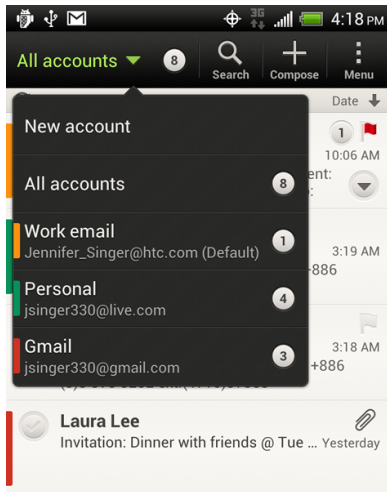 3G 4:18 PM
All accounts 8 Search Compose Menu
Date
New account
1
10:06 AM
All accounts 8
ent:
Work email
Jennifer_Singer@htc.com (Default) 1
3:19 AM
+886
Personal
jsinger330@live.com 4
Gmail
jsinger330@gmail.com 3
3:18 AM
+886
Laura Lee
Invitation: Dinner with friends @ Tue ... Yesterday